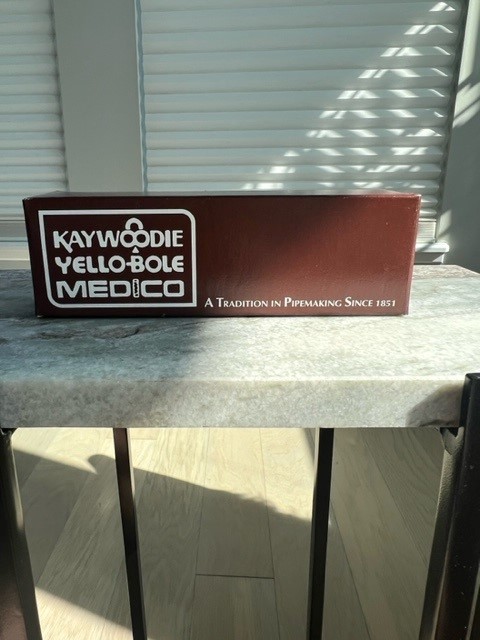 KAYWOODIE
YELLO-BOLE
MEDICO
A TRADITION IN PIPEMAKING SINCE 1851